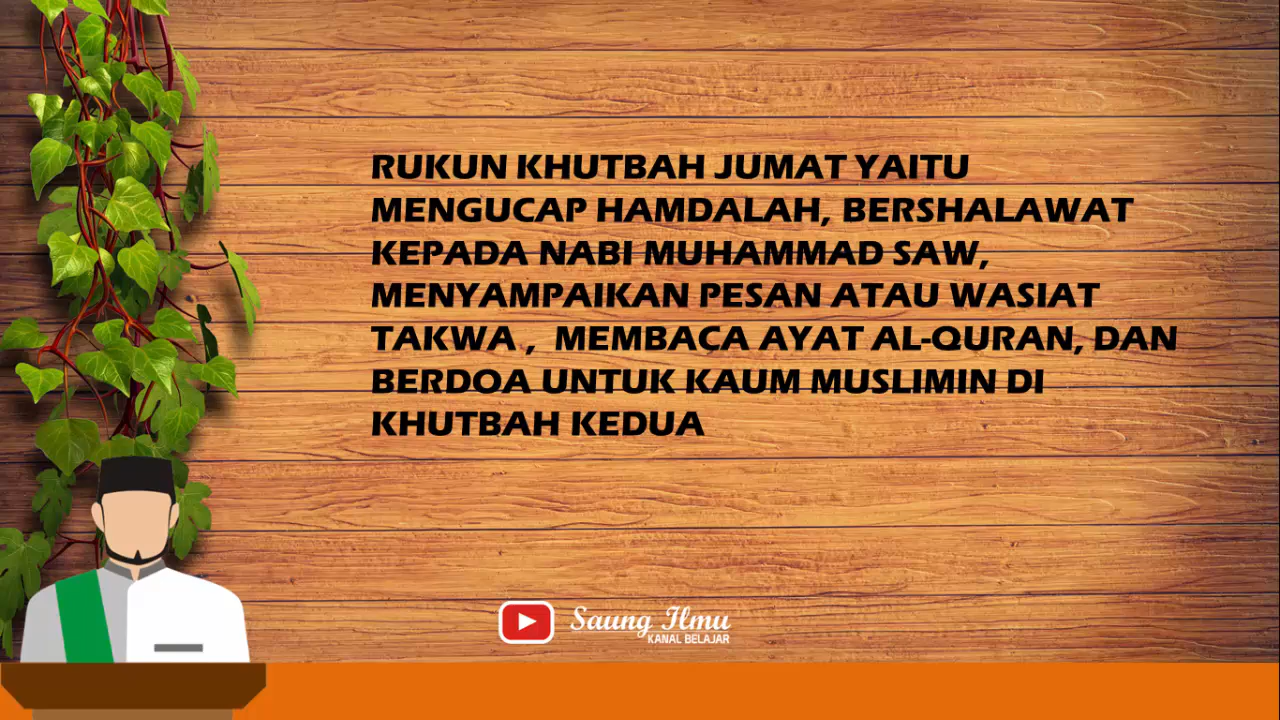 RUKUN KHUTBAH JUMAT YAITU
MENGUCAP HAMDALAH, BERSHALAWAT
KEPADA NABI MUHAMMAD SAW,
MENYAMPAIKAN PESAN ATAU WASIAT
TAKWA ,  MEMBACA AYAT AL-QURAN, DAN
BERDOA UNTUK KAUM MUSLIMIN DI
KHUTBAH KEDUA
Saung Ilmu
KANAL BELAJAR